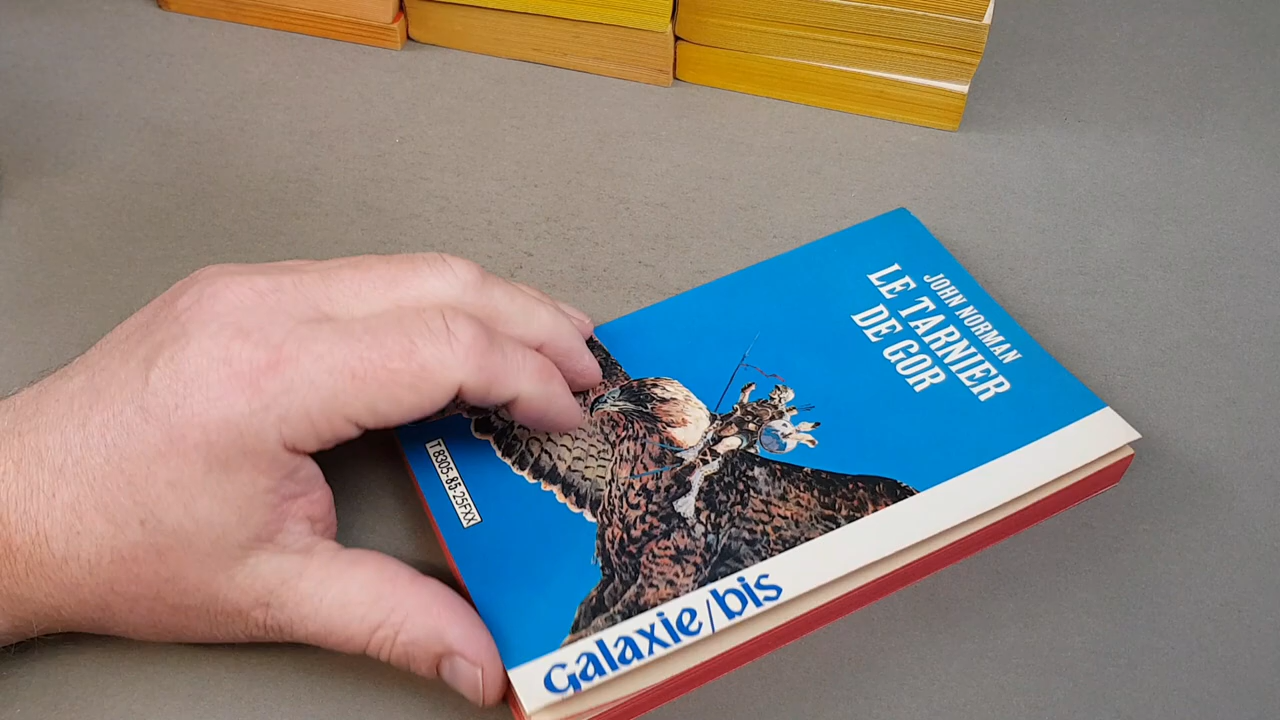 JOHN NORMAN
LE TARNIER
DE GOR
T 8305-85-25FXX
Galaxie/bis